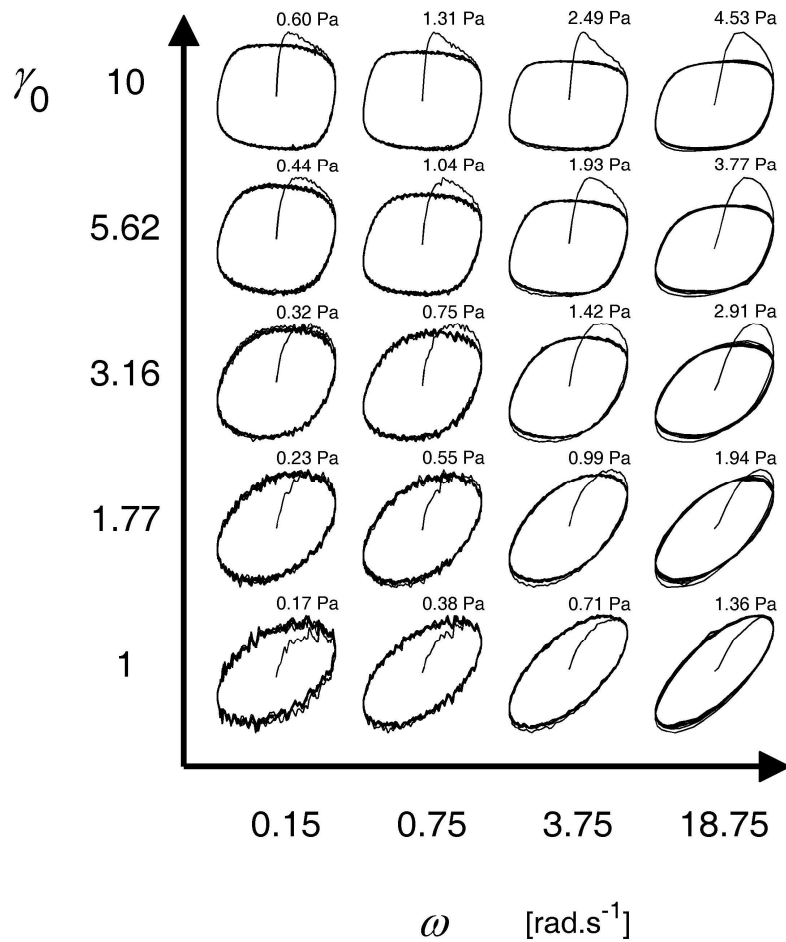 0.60 Pa 1.31 Pa 2.49 Pa 4.53 Pa
γ₀ 10
0.44 Pa 1.04 Pa 1.93 Pa 3.77 Pa
5.62
0.32 Pa 0.75 Pa 1.42 Pa 2.91 Pa
3.16
0.23 Pa 0.55 Pa 0.99 Pa 1.94 Pa
1.77
0.17 Pa 0.38 Pa 0.71 Pa 1.36 Pa
1
0.15 0.75 3.75 18.75
ω [rad.s⁻¹]